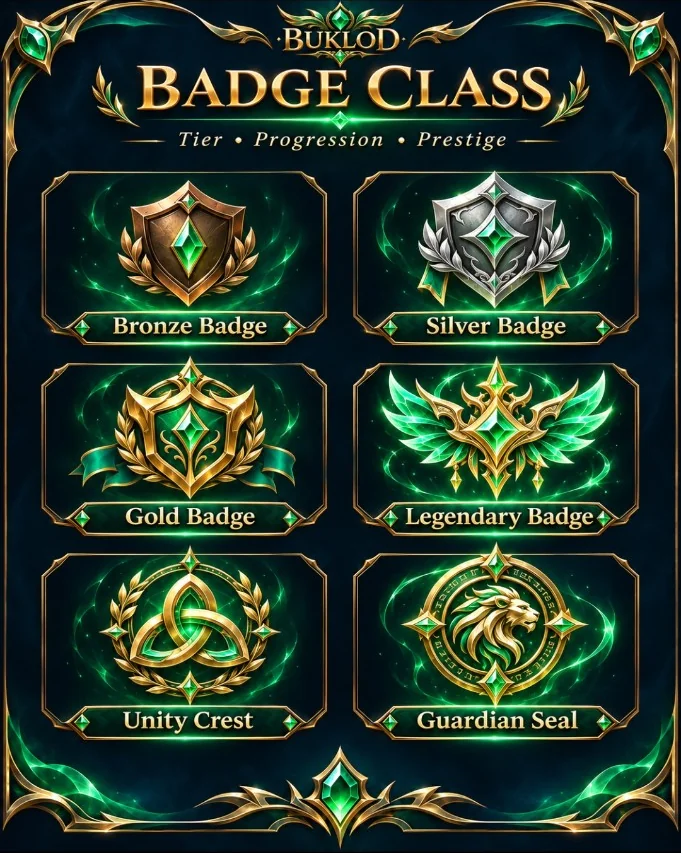 BUKLOD
BADGE CLASS
Tier • Progression • Prestige
Bronze Badge
Silver Badge
Gold Badge
Legendary Badge
Unity Crest
Guardian Seal